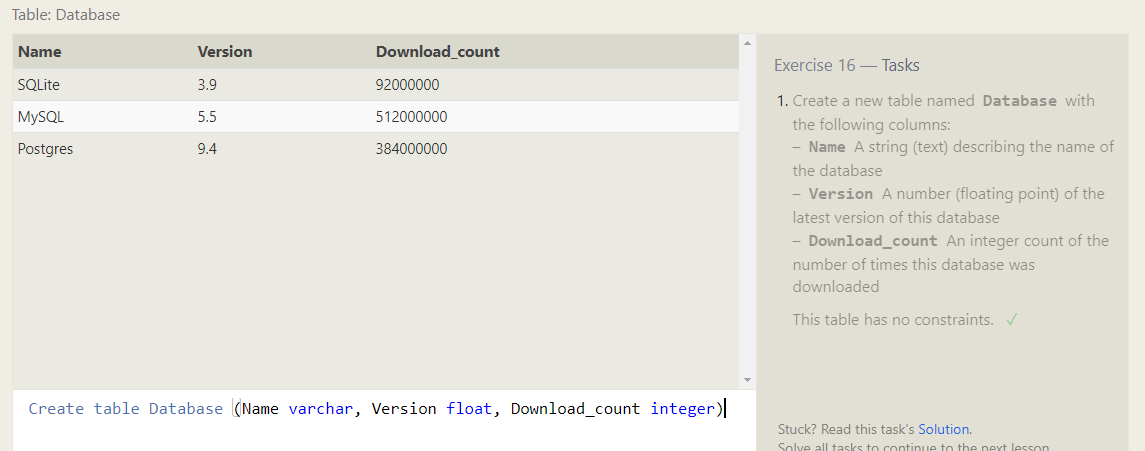 Table: Database
Name Version Download_count
SQLite 3.9 92000000
MySQL 5.5 512000000
Postgres 9.4 384000000
Create table Database (Name varchar, Version float, Download_count integer)
Exercise 16 — Tasks
1. Create a new table named Database with
the following columns:
– Name A string (text) describing the name of
the database
– Version A number (floating point) of the
latest version of this database
– Download_count An integer count of the
number of times this database was
downloaded
This table has no constraints. ✓
Stuck? Read this task's Solution.
Solve all tasks to continue to the next lesson.